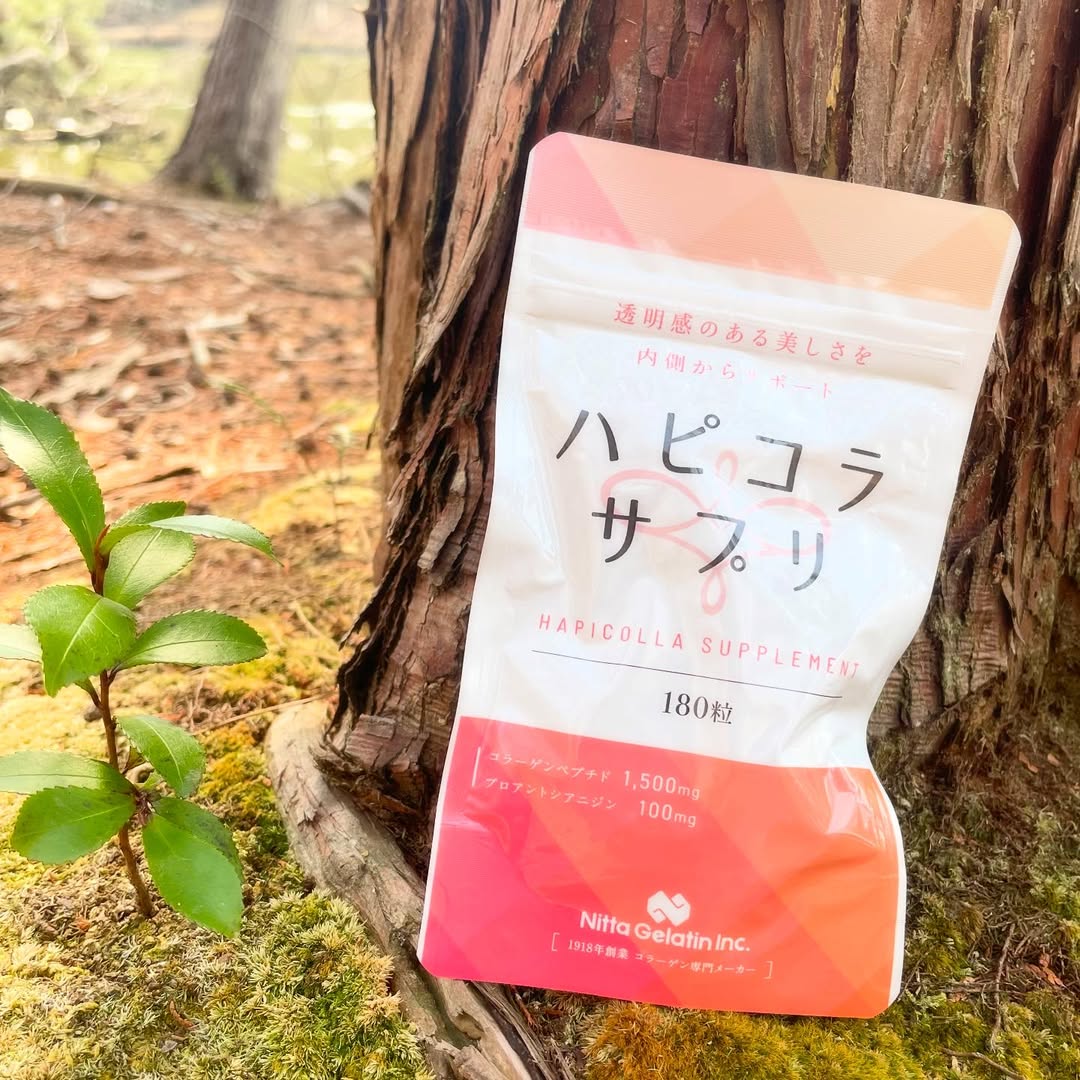 透明感のある美しさを
内側からサポート
ハピコラ
サプリ
HAPICOLLA SUPPLEMENT
180粒
コラーゲンペプチド 1,500mg
プロアントシアニジン 100mg
Nitta Gelatin Inc.
[ 1918年創業 コラーゲン専門メーカー ]